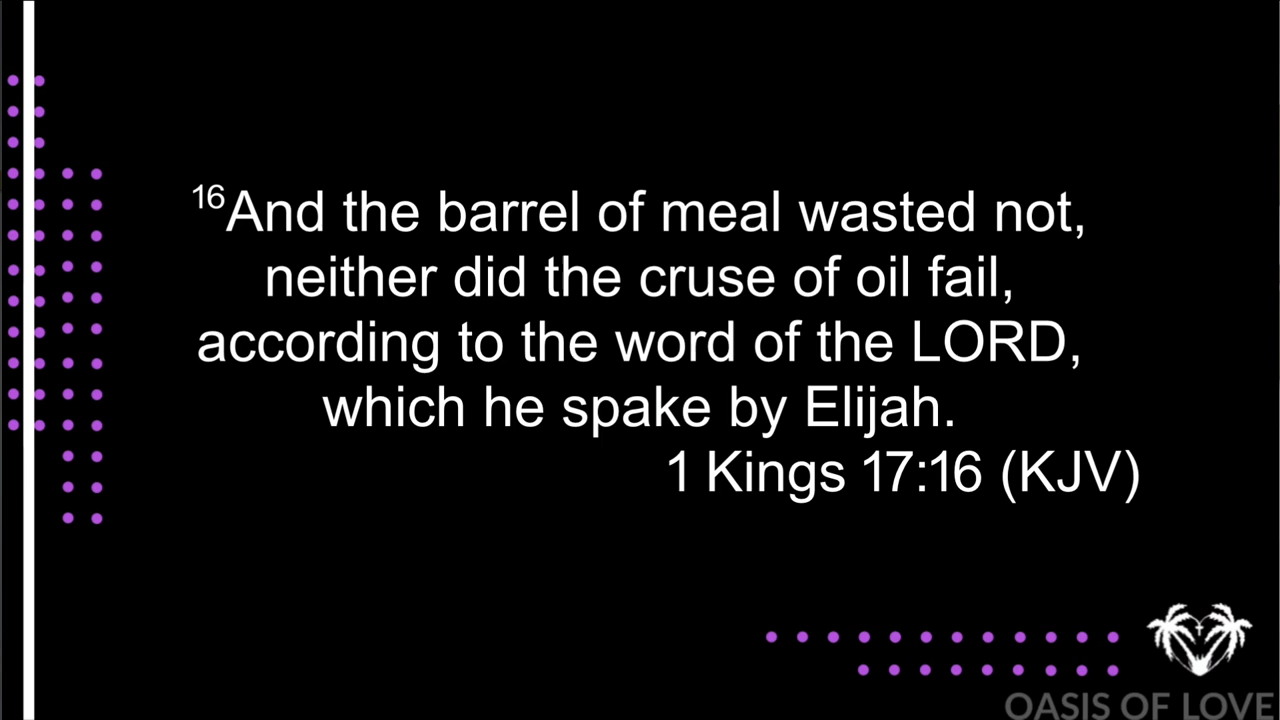 16And the barrel of meal wasted not,
neither did the cruse of oil fail,
according to the word of the LORD,
which he spake by Elijah.
1 Kings 17:16 (KJV)
OASIS OF LOVE